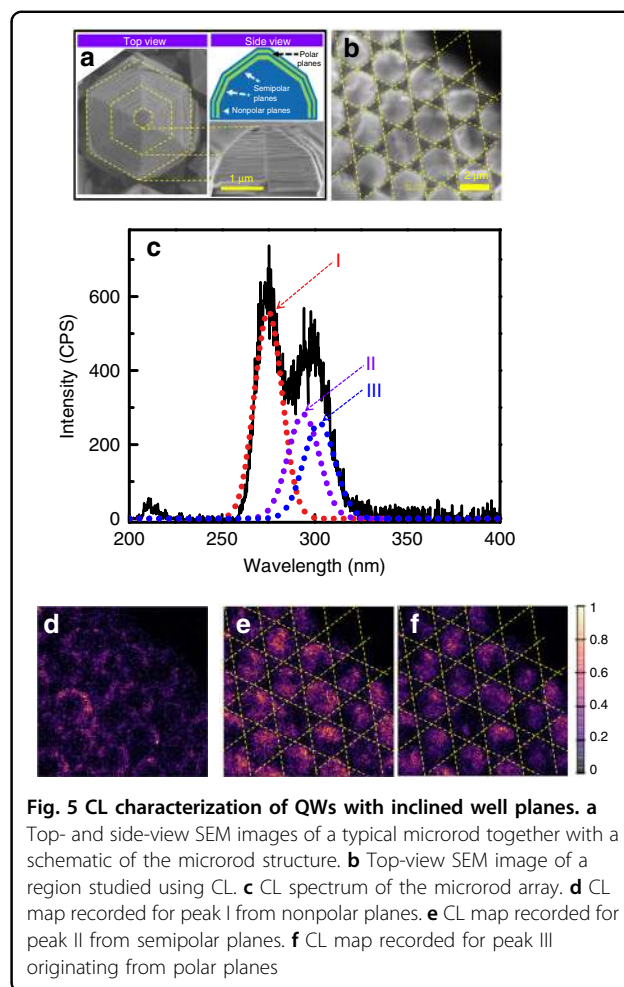 Top view
Side view
a
Polar
planes
Semipolar
planes
Nonpolar planes
1 μm
b
2 μm
c
I
II
III
Intensity (CPS)
600
400
200
0
200 250 300 350 400
Wavelength (nm)
d
e
f
1
0.8
0.6
0.4
0.2
0
Fig. 5 CL characterization of QWs with inclined well planes. a
Top- and side-view SEM images of a typical microrod together with a
schematic of the microrod structure. b Top-view SEM image of a
region studied using CL. c CL spectrum of the microrod array. d CL
map recorded for peak I from nonpolar planes. e CL map recorded for
peak II from semipolar planes. f CL map recorded for peak III
originating from polar planes